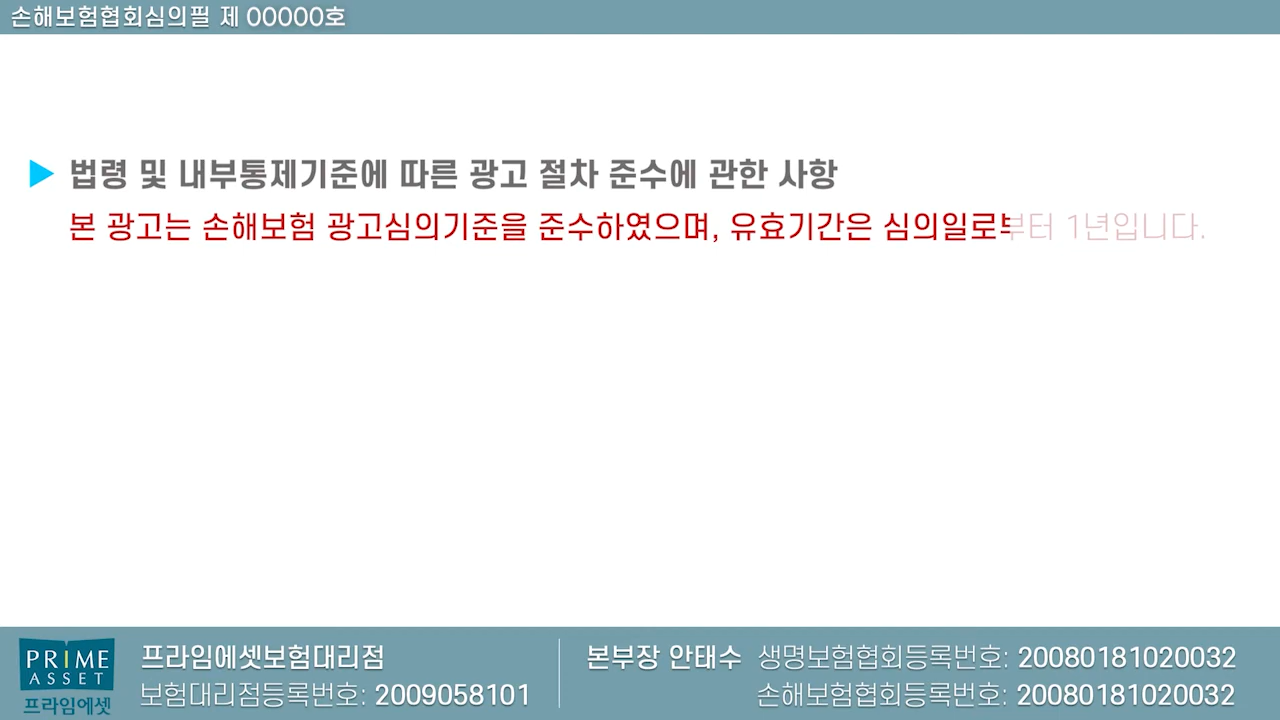 손해보험협회심의필 제 00000호
▶ 법령 및 내부통제기준에 따른 광고 절차 준수에 관한 사항
본 광고는 손해보험 광고심의기준을 준수하였으며, 유효기간은 심의일로부터 1년입니다.
PRIME
ASSET
프라임에셋
프라임에셋보험대리점
보험대리점등록번호: 2009058101
본부장 안태수 생명보험협회등록번호: 20080181020032
손해보험협회등록번호: 20080181020032